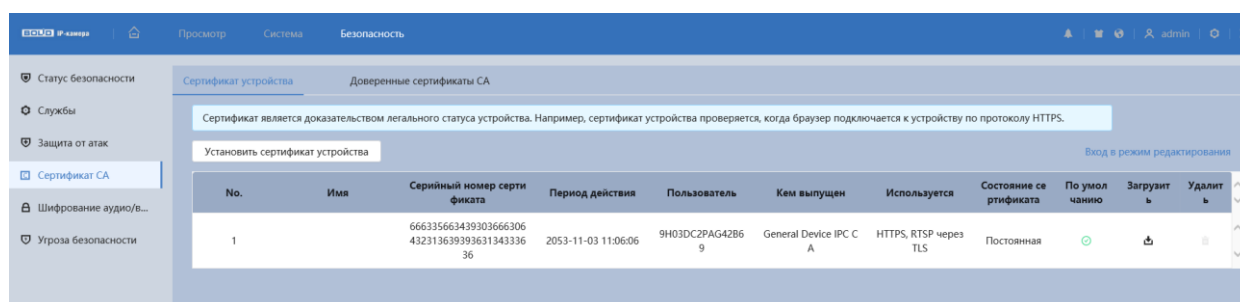 BOLID IP-камера Просмотр Система Безопасность admin
Статус безопасности
Службы
Защита от атак
Сертификат CA
Шифрование аудио/в...
Угроза безопасности
Сертификат устройства Доверенные сертификаты CA
Сертификат является доказательством легального статуса устройства. Например, сертификат устройства проверяется, когда браузер подключается к устройству по протоколу HTTPS.
Установить сертификат устройства Вход в режим редактирования
No. Имя Серийный номер серти Период действия Пользователь Кем выпущен Используется Состояние се По умол Загрузит Удалит
фиката ртификата чанию ь ь
666335663439303666306
1 432313639393631343336 2053-11-03 11:06:06 9H03DC2PAG42B6 General Device IPC C HTTPS, RTSP через Постоянная
36 9 A TLS